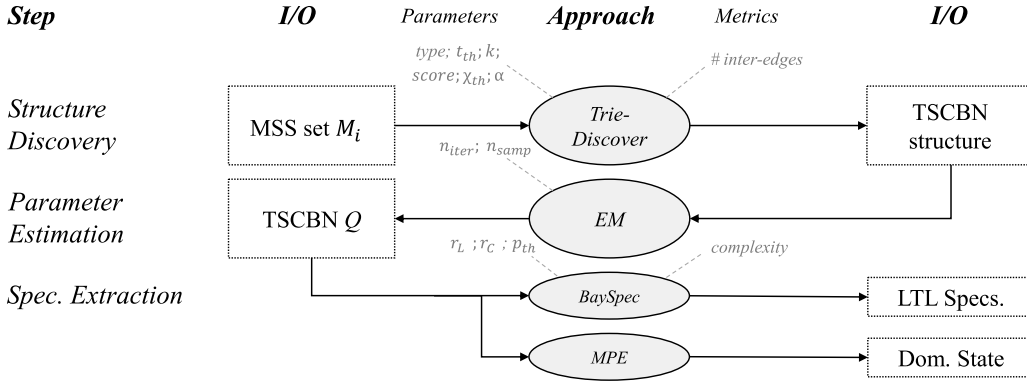 Step I/O Parameters Approach Metrics I/O
type; t_th; k;
score; χ_th; α
# inter-edges
Structure
Discovery
MSS set M_i
Trie-
Discover
TSCBN
structure
n_iter; n_samp
Parameter
Estimation
TSCBN Q
EM
r_L ; r_C ; p_th
complexity
Spec. Extraction
BaySpec
LTL Specs.
MPE
Dom. State